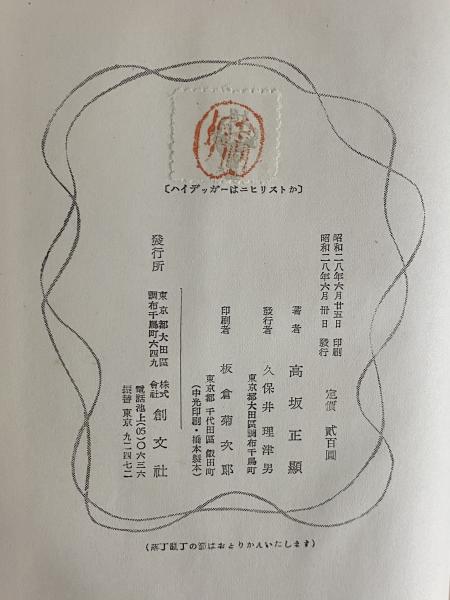 〔ハイデッガーはニヒリストか〕
昭和二八年六月廿五日 印刷
昭和二八年六月 卅 日 發行
定價 貳百圓
著者 高坂正顯
發行者 久保井理津男
東京都大田區調布千鳥町
印刷者 板倉菊次郎
東京都千代田區飯田町
(中光印刷・橋本製本)
發行所
東京都大田區
調布千鳥町六四九
株式會社 創文社
電話池上(05)〇六三六
振替東京九二四七二
(落丁亂丁の節はおとりかえいたします)